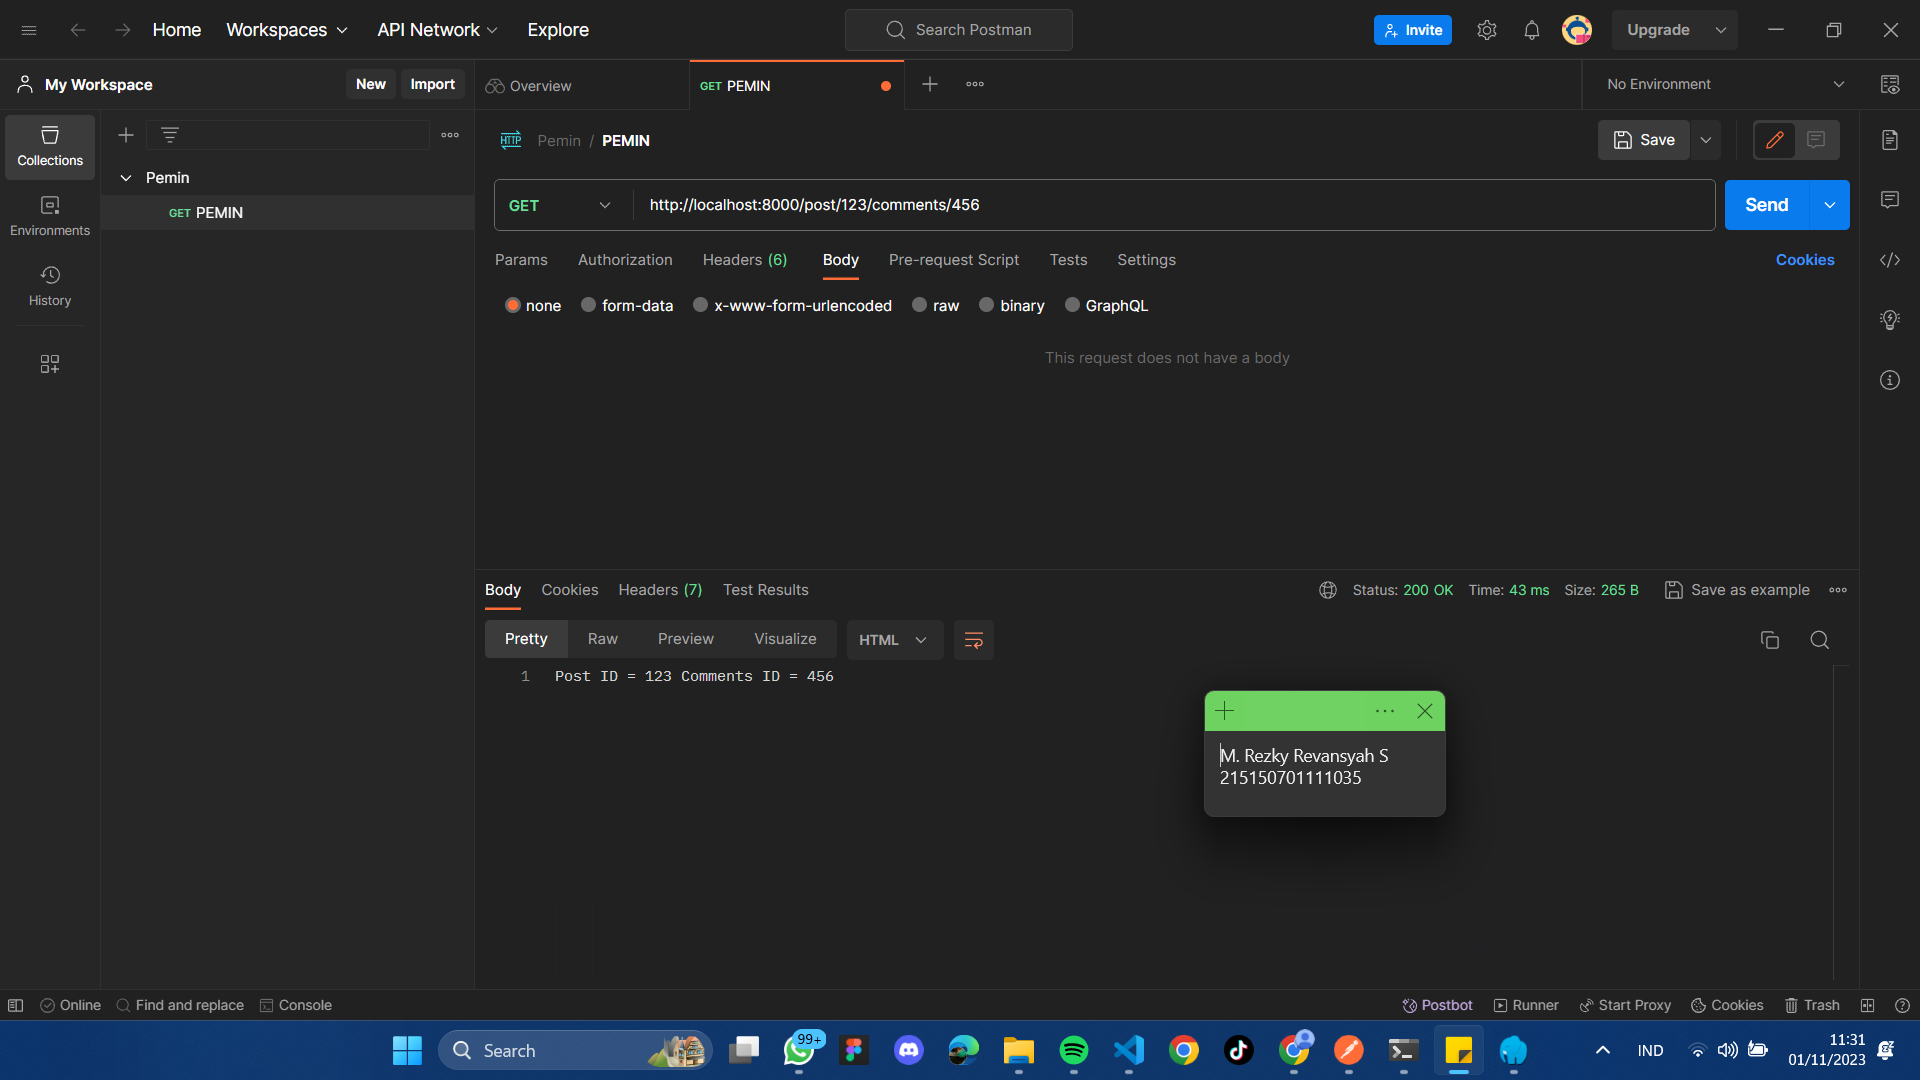 Home Workspaces API Network Explore Search Postman Invite Upgrade
My Workspace New Import Overview GET PEMIN No Environment
Collections
Environments
History
Pemin
GET PEMIN
HTTP Pemin / PEMIN Save
GET http://localhost:8000/post/123/comments/456 Send
Params Authorization Headers (6) Body Pre-request Script Tests Settings Cookies
none form-data x-www-form-urlencoded raw binary GraphQL
This request does not have a body
Body Cookies Headers (7) Test Results Status: 200 OK Time: 43 ms Size: 265 B Save as example
Pretty Raw Preview Visualize HTML
1 Post ID = 123 Comments ID = 456
M. Rezky Revansyah S
215150701111035
Online Find and replace Console Postbot Runner Start Proxy Cookies Trash
Search 99+ IND 11:31
01/11/2023